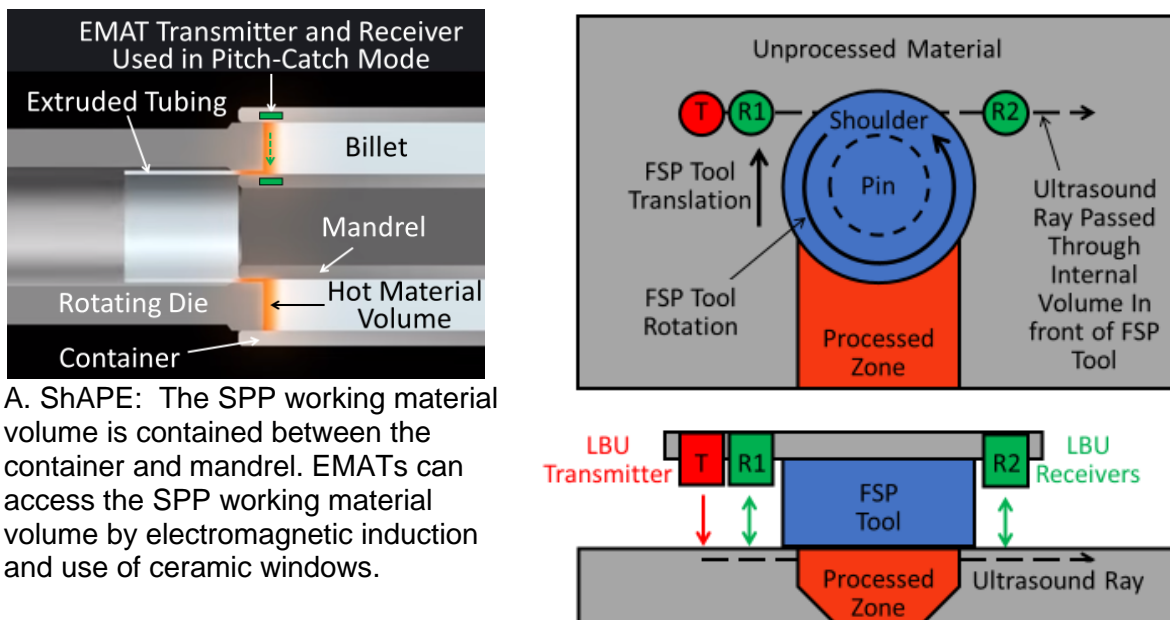 EMAT Transmitter and Receiver
Used in Pitch-Catch Mode
Extruded Tubing
Billet
Mandrel
Rotating Die
Hot Material
Volume
Container
A. ShAPE:  The SPP working material
volume is contained between the
container and mandrel. EMATs can
access the SPP working material
volume by electromagnetic induction
and use of ceramic windows.
Unprocessed Material
T
R1
R2
Shoulder
Pin
FSP Tool
Translation
FSP Tool
Rotation
Ultrasound
Ray Passed
Through
Internal
Volume In
front of FSP
Tool
Processed
Zone
LBU
Transmitter
T
R1
R2
LBU
Receivers
FSP
Tool
Processed
Zone
Ultrasound Ray